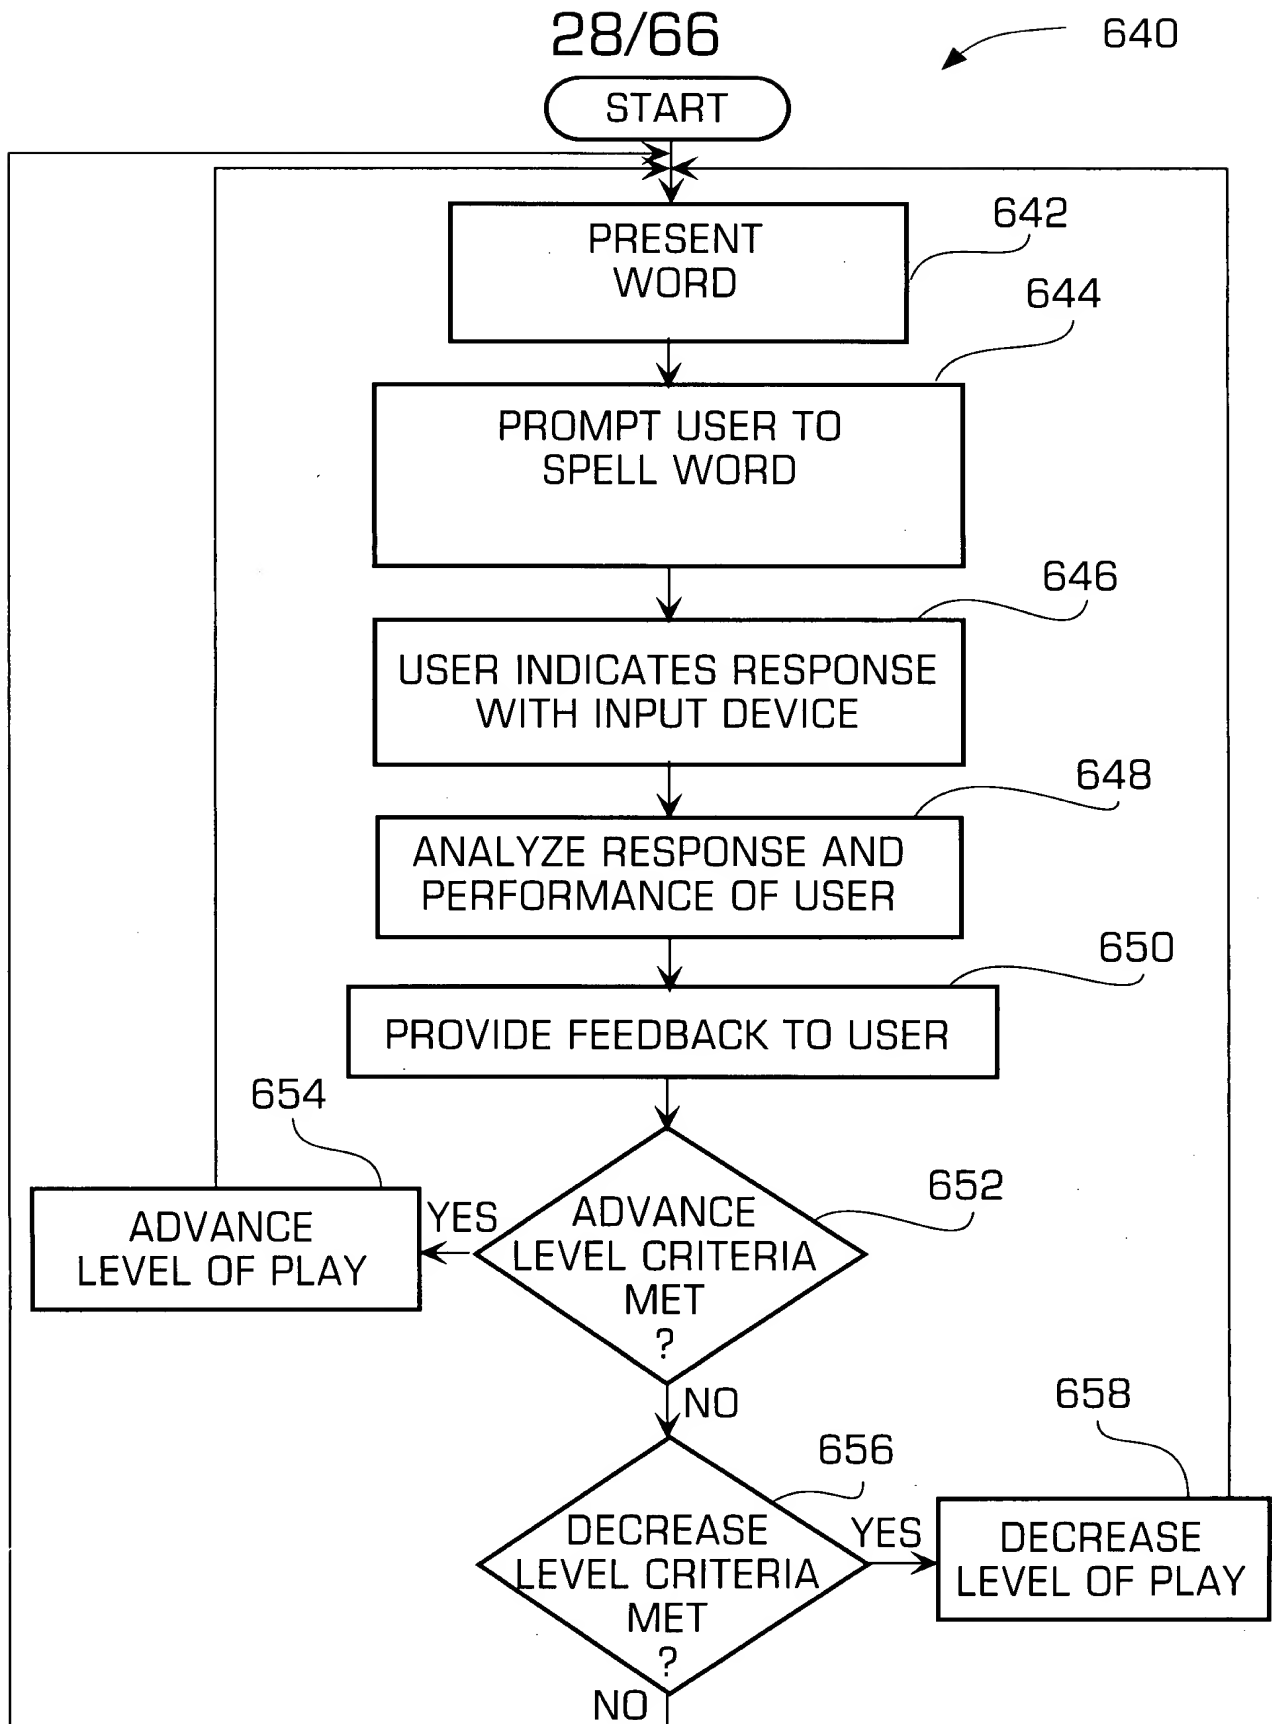 28/66
640
START
642
PRESENT
WORD
644
PROMPT USER TO
SPELL WORD
646
USER INDICATES RESPONSE
WITH INPUT DEVICE
648
ANALYZE RESPONSE AND
PERFORMANCE OF USER
650
PROVIDE FEEDBACK TO USER
654
652
ADVANCE
LEVEL OF PLAY
YES
ADVANCE
LEVEL CRITERIA
MET
?
NO
658
656
DECREASE
LEVEL CRITERIA
MET
?
YES
DECREASE
LEVEL OF PLAY
NO